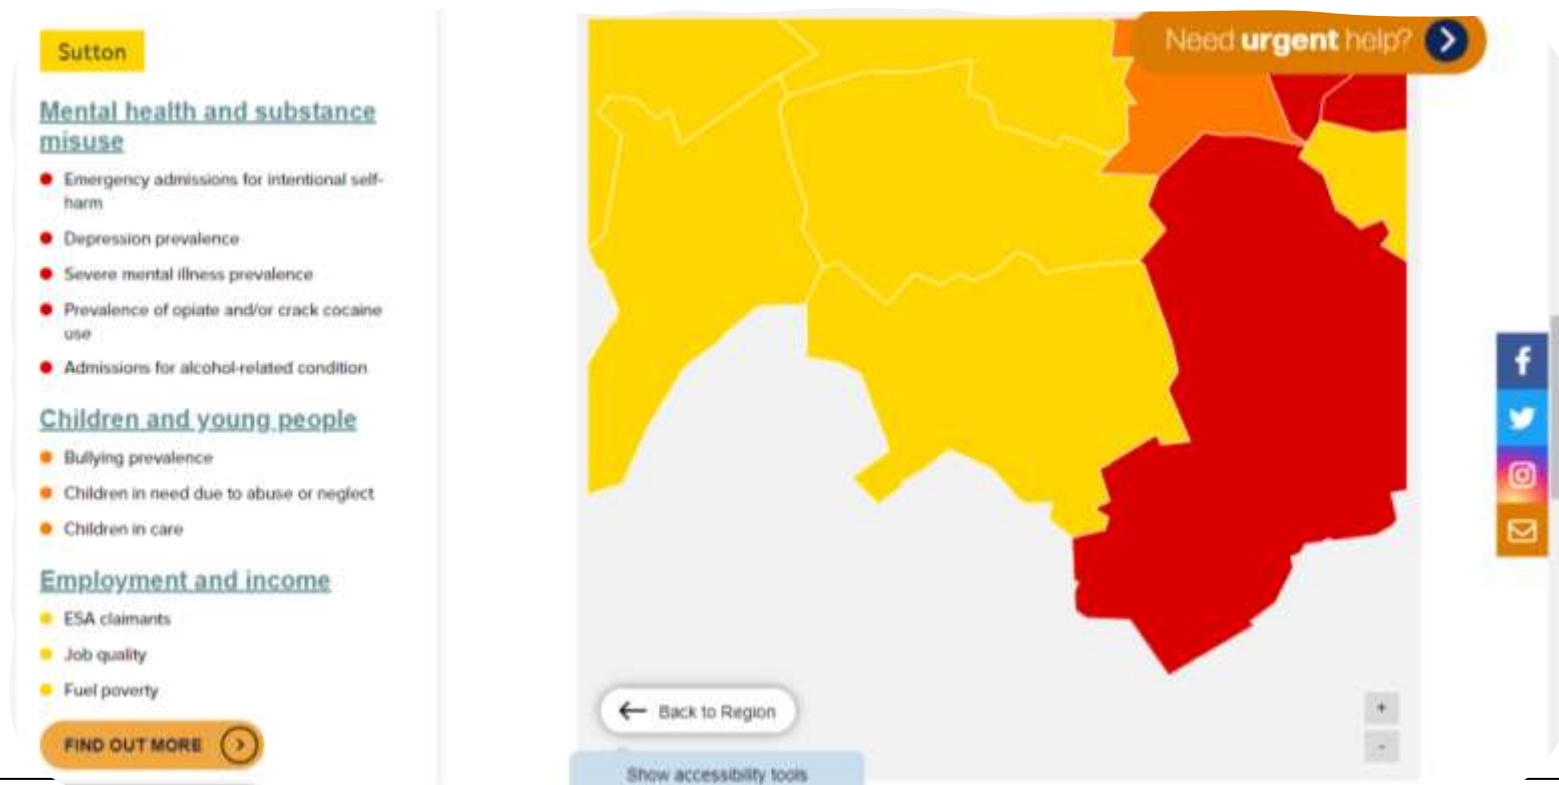 Sutton
Mental health and substance
misuse
Emergency admissions for intentional self-
harm
Depression prevalence
Severe mental illness prevalence
Prevalence of opiate and/or crack cocaine
use
Admissions for alcohol-related condition
Children and young people
Bullying prevalence
Children in need due to abuse or neglect
Children in care
Employment and income
ESA claimants
Job quality
Fuel poverty
FIND OUT MORE
Need urgent help?
Back to Region
+
-
Show accessibility tools